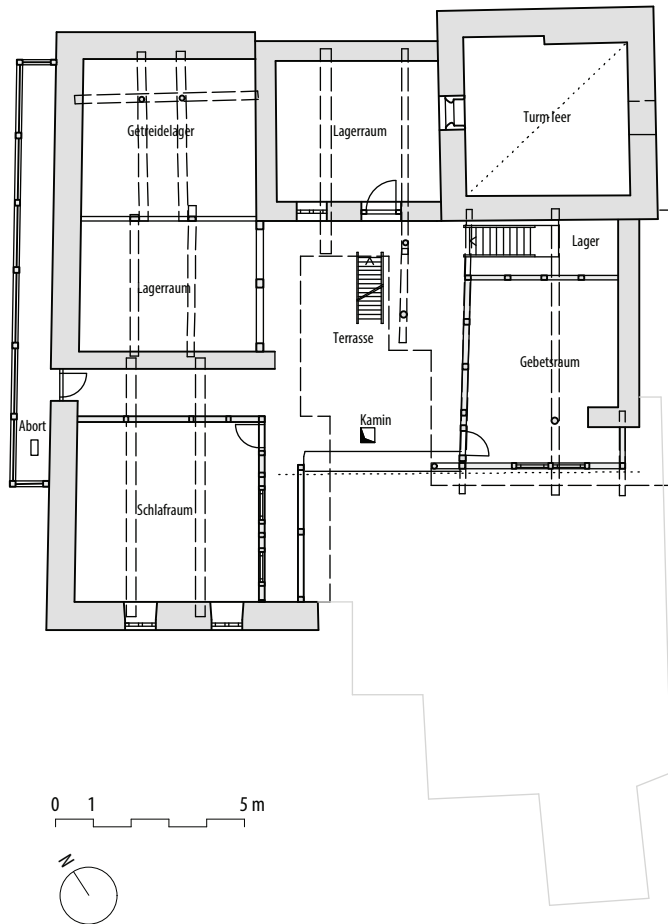 Getreidelager
Lagerraum
Turm leer
Lager
Lagerraum
Terrasse
Gebetsraum
Kamin
Abort
Schlafraum
0 1 5 m
N